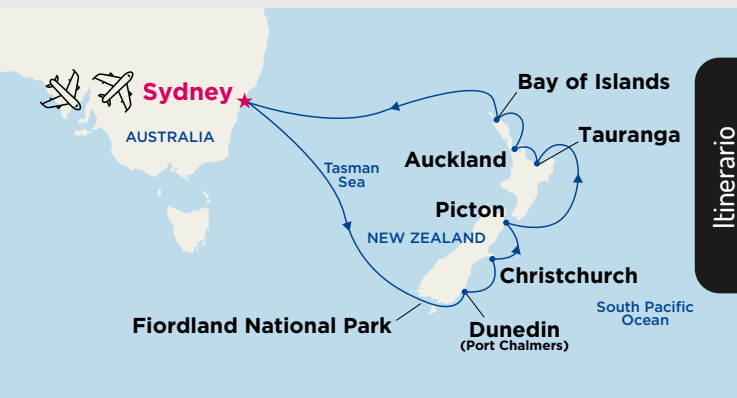 Bay of Islands
Sydney
Tauranga
AUSTRALIA
Auckland
Tasman
Sea
Picton
NEW ZEALAND
Christchurch
South Pacific
Ocean
Fiordland National Park
Dunedin
(Port Chalmers)
Itinerario